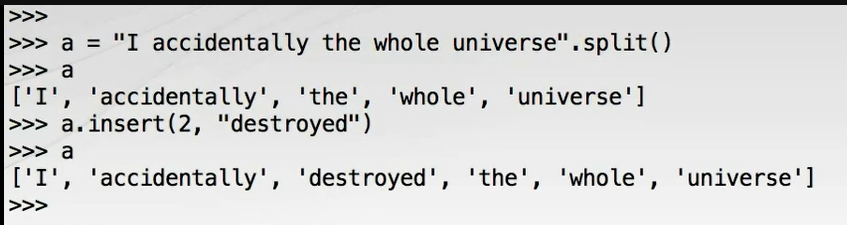 >>>
>>> a = "I accidentally the whole universe".split()
>>> a
['I', 'accidentally', 'the', 'whole', 'universe']
>>> a.insert(2, "destroyed")
>>> a
['I', 'accidentally', 'destroyed', 'the', 'whole', 'universe']
>>>